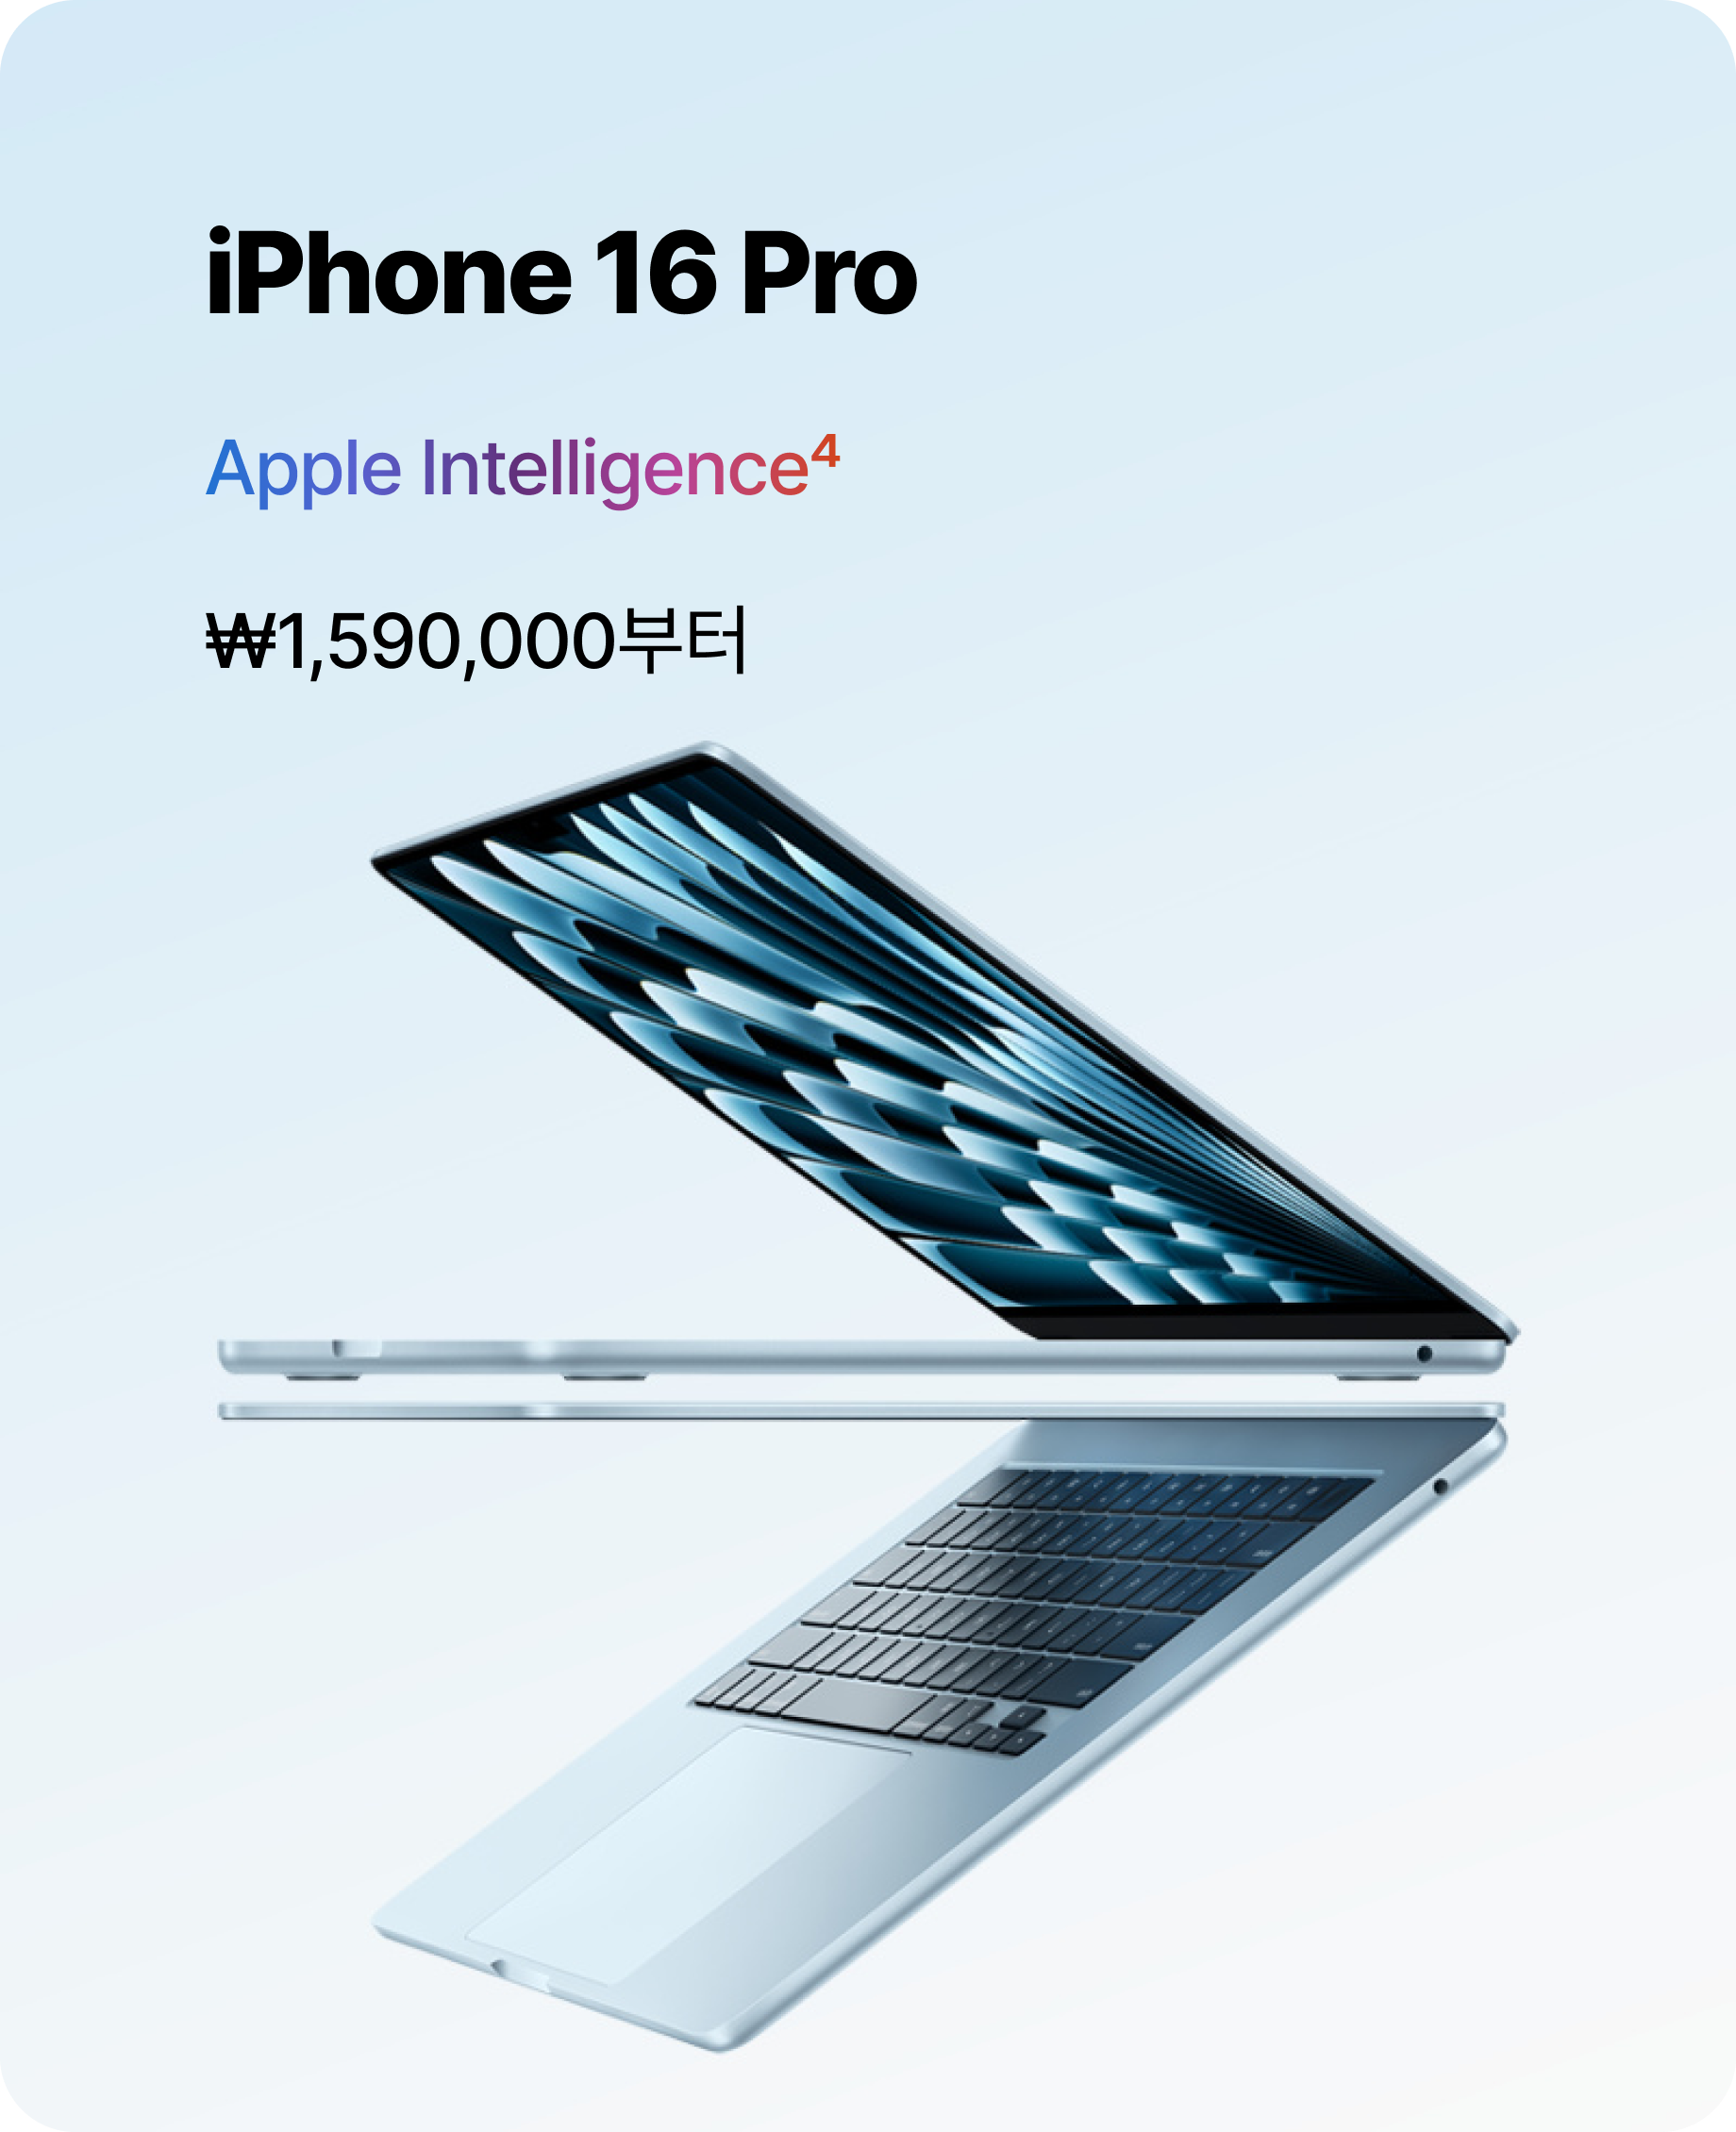 iPhone 16 Pro
Apple Intelligence⁴
₩1,590,000부터